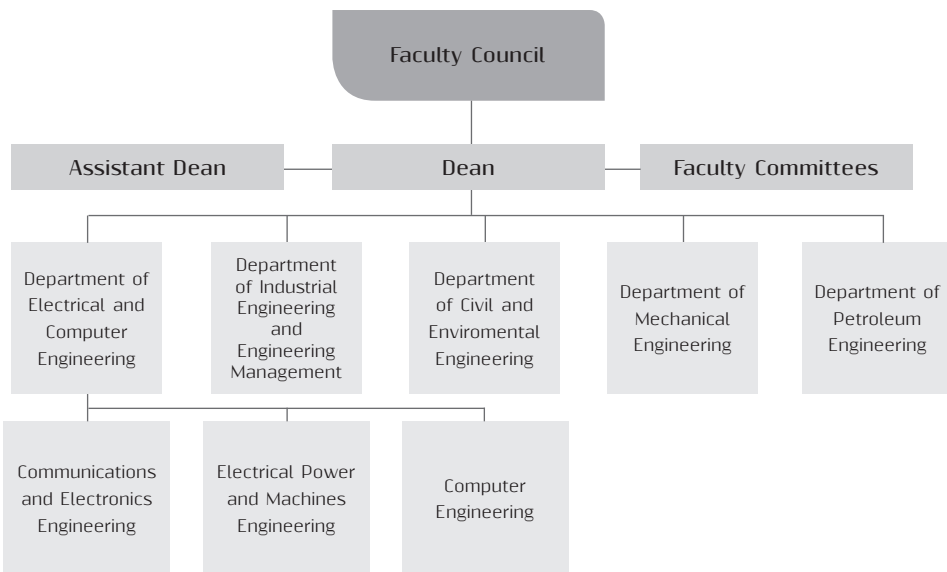 Faculty Council
Assistant Dean
Dean
Faculty Committees
Department of
Electrical and
Computer
Engineering
Department
of Industrial
Engineering
and
Engineering
Management
Department
of Civil and
Enviromental
Engineering
Department of
Mechanical
Engineering
Department of
Petroleum
Engineering
Communications
and Electronics
Engineering
Electrical Power
and Machines
Engineering
Computer
Engineering